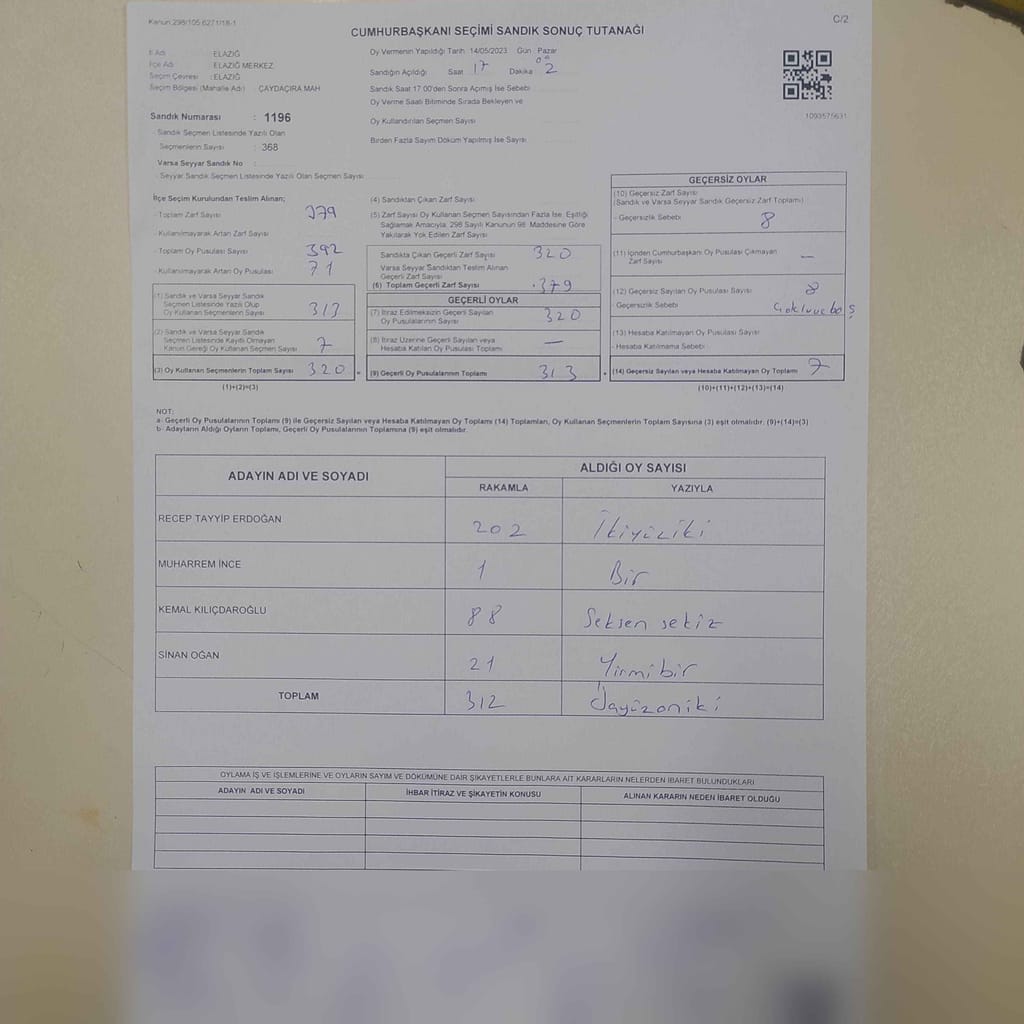 Kanun 298/105 6271/18-1
C/2
CUMHURBAŞKANI SEÇİMİ SANDIK SONUÇ TUTANAĞI
İl Adı : ELAZIĞ
İlçe Adı : ELAZIĞ MERKEZ
Seçim Çevresi : ELAZIĞ
Seçim Bölgesi (Mahalle Adı) : ÇAYDAÇIRA MAH
Sandık Numarası : 1196
Sandık Seçmen Listesinde Yazılı Olan
Seçmenlerin Sayısı : 368
Varsa Seyyar Sandık No :
Seyyar Sandık Seçmen Listesinde Yazılı Olan Seçmen Sayısı
Oy Vermenin Yapıldığı Tarih 14/05/2023 Gün Pazar
Sandığın Açıldığı Saat 17 Dakika 2
Sandık Saat 17.00'den Sonra Açımış İse Sebebi
Oy Verme Saati Bitiminde Sırada Bekleyen ve
Oy Kullandırılan Seçmen Sayısı
Birden Fazla Sayım Döküm Yapılmış İse Sayısı
1093575631
İlçe Seçim Kurulundan Teslim Alınan;
- Toplam Zarf Sayısı 379
- Kullanılmayarak Artan Zarf Sayısı
- Toplam Oy Pusulası Sayısı 392
- Kullanılmayarak Artan Oy Pusulası 71
(1) Sandık ve Varsa Seyyar Sandık
Seçmen Listesinde Yazılı Olup
Oy Kullanan Seçmenlerin Sayısı 313
(2) Sandık ve Varsa Seyyar Sandık
Seçmen Listesinde Kayıtlı Olmayan
Kanun Gereği Oy Kullanan Seçmen Sayısı 7
(3) Oy Kullanan Seçmenlerin Toplam Sayısı 320
(1)+(2)=(3)
(4) Sandıktan Çıkan Zarf Sayısı
(5) Zarf Sayısı Oy Kullanan Seçmen Sayısından Fazla İse, Eşitliği
Sağlamak Amacıyla, 298 Sayılı Kanunun 98. Maddesine Göre
Yakılarak Yok Edilen Zarf Sayısı
Sandıkta Çıkan Geçerli Zarf Sayısı 320
Varsa Seyyar Sandıktan Teslim Alınan
Geçerli Zarf Sayısı
(6) Toplam Geçerli Zarf Sayısı 379
GEÇERLİ OYLAR
(7) İtiraz Edilmeksizin Geçerli Sayılan
Oy Pusulalarının Sayısı 320
(8) İtiraz Üzerine Geçerli Sayılan veya
Hesaba Katılan Oy Pusulası Toplamı —
(9) Geçerli Oy Pusulalarının Toplamı 313
GEÇERSİZ OYLAR
(10) Geçersiz Zarf Sayısı
(Sandık ve Varsa Seyyar Sandık Geçersiz Zarf Toplamı)
- Geçersizlik Sebebi 8
(11) İçinden Cumhurbaşkanı Oy Pusulası Çıkmayan
Zarf Sayısı —
(12) Geçersiz Sayılan Oy Pusulası Sayısı 8
Geçersizlik Sebebi
(13) Hesaba Katılmayan Oy Pusulası Sayısı
- Hesaba Katılmama Sebebi
(14) Geçersiz Sayılan veya Hesaba Katılmayan Oy Toplamı 7
(10)+(11)+(12)+(13)=(14)
NOT:
a- Geçerli Oy Pusulalarının Toplamı (9) ile Geçersiz Sayılan veya Hesaba Katılmayan Oy Toplamı (14) Toplamları, Oy Kullanan Seçmenlerin Toplam Sayısına (3) eşit olmalıdır. (9)+(14)=(3)
b- Adayların Aldığı Oyların Toplamı, Geçerli Oy Pusulalarının Toplamına (9) eşit olmalıdır.
ADAYIN ADI VE SOYADI ALDIĞI OY SAYISI
RAKAMLA YAZIYLA
RECEP TAYYİP ERDOĞAN 202 İkiyüziki
MUHARREM İNCE 1 Bir
KEMAL KILIÇDAROĞLU 88 Seksen sekiz
SİNAN OĞAN 21 Yirmibir
TOPLAM 312 Üçyüzoniki
OYLAMA İŞ VE İŞLEMLERİNE VE OYLARIN SAYIM VE DÖKÜMÜNE DAİR ŞİKAYETLERLE BUNLARA AİT KARARLARIN NELERDEN İBARET BULUNDUKLARI
ADAYIN ADI VE SOYADI İHBAR İTİRAZ VE ŞİKAYETİN KONUSU ALINAN KARARIN NEDEN İBARET OLDUĞU